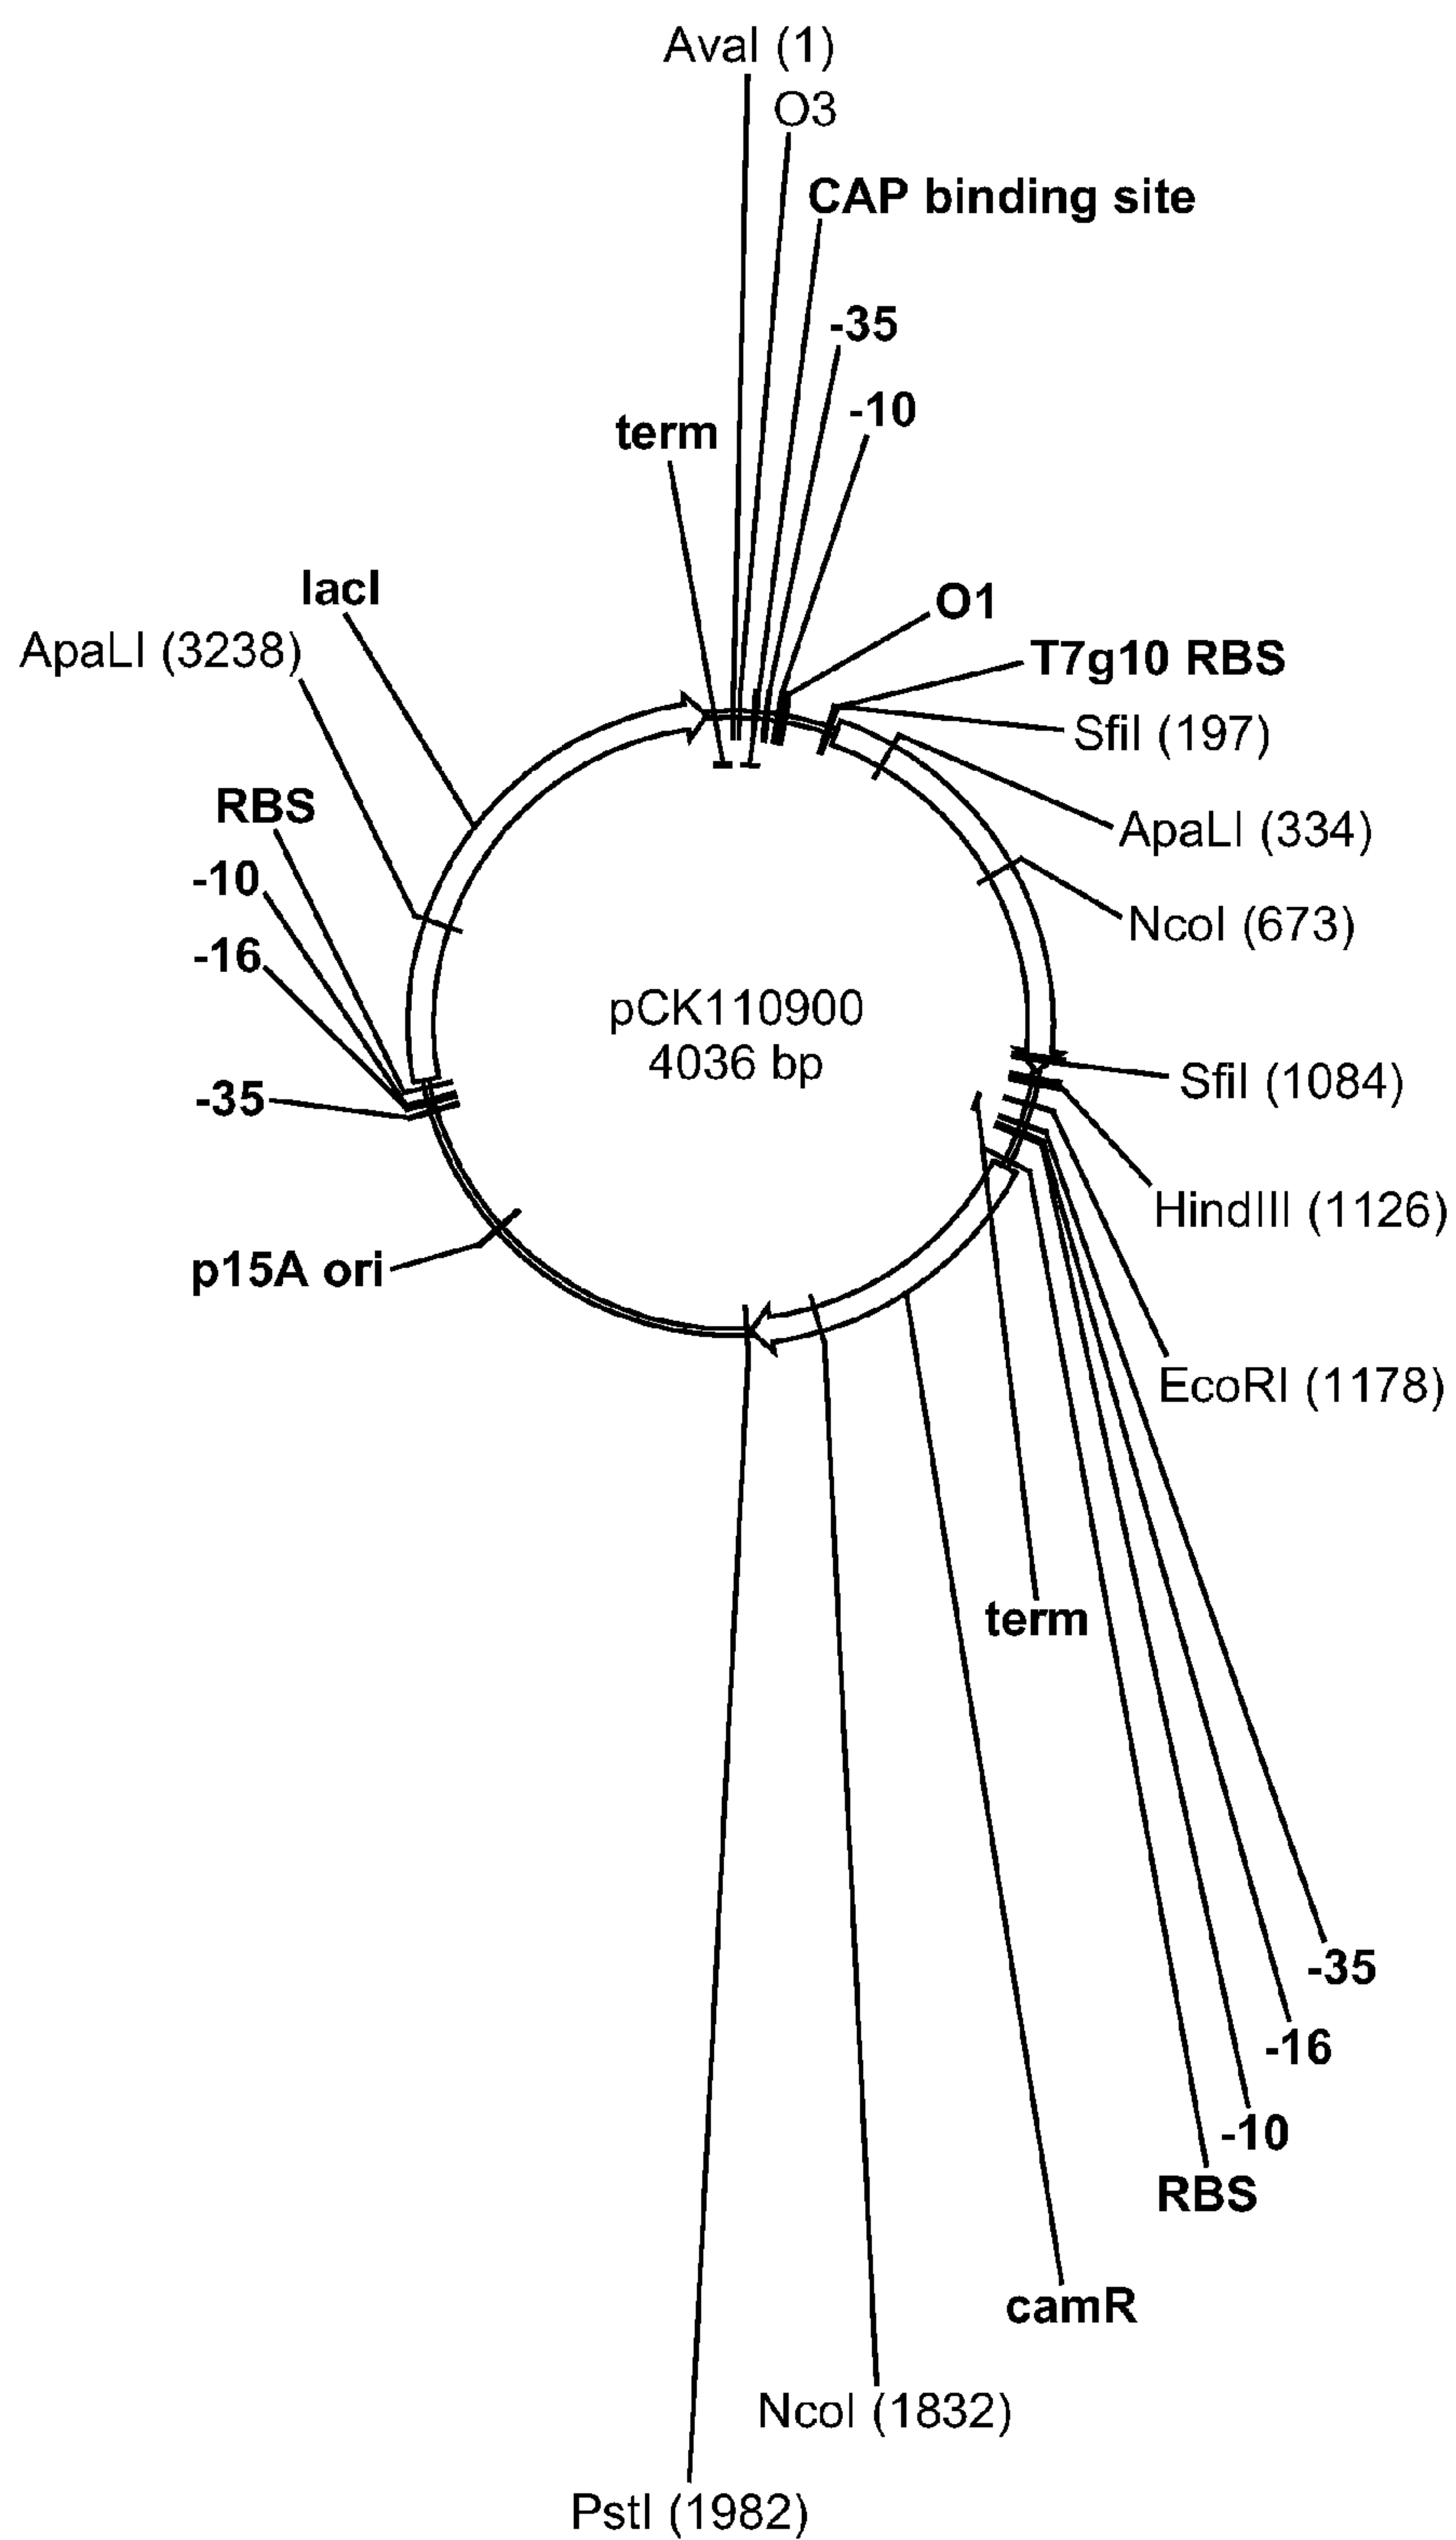 AvaI (1)
O3
CAP binding site
-35
-10
term
lacI
O1
ApaLI (3238)
T7g10 RBS
SfiI (197)
RBS
ApaLI (334)
-10
NcoI (673)
-16
pCK110900
4036 bp
SfiI (1084)
-35
HindIII (1126)
p15A ori
EcoRI (1178)
term
-35
-16
-10
RBS
camR
NcoI (1832)
PstI (1982)